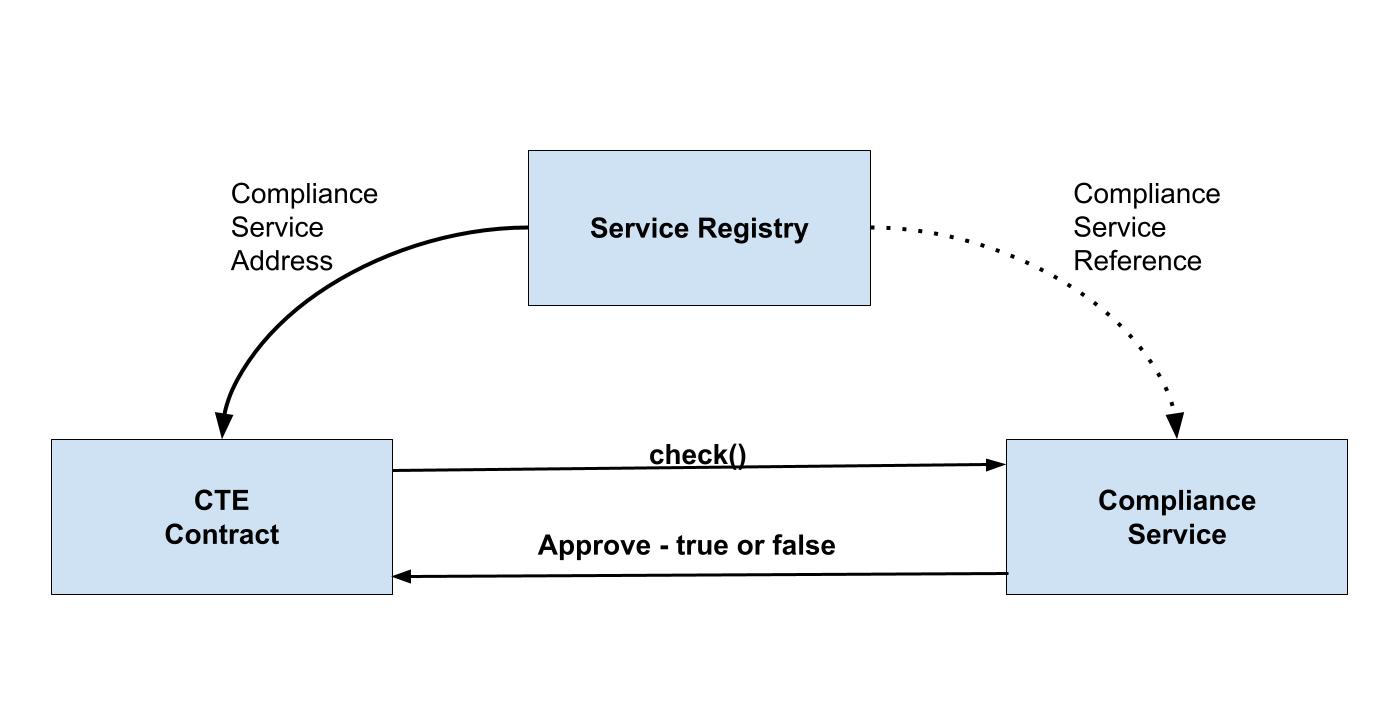 Compliance
Service
Address
Service Registry
Compliance
Service
Reference
check()
CTE
Contract
Approve - true or false
Compliance
Service